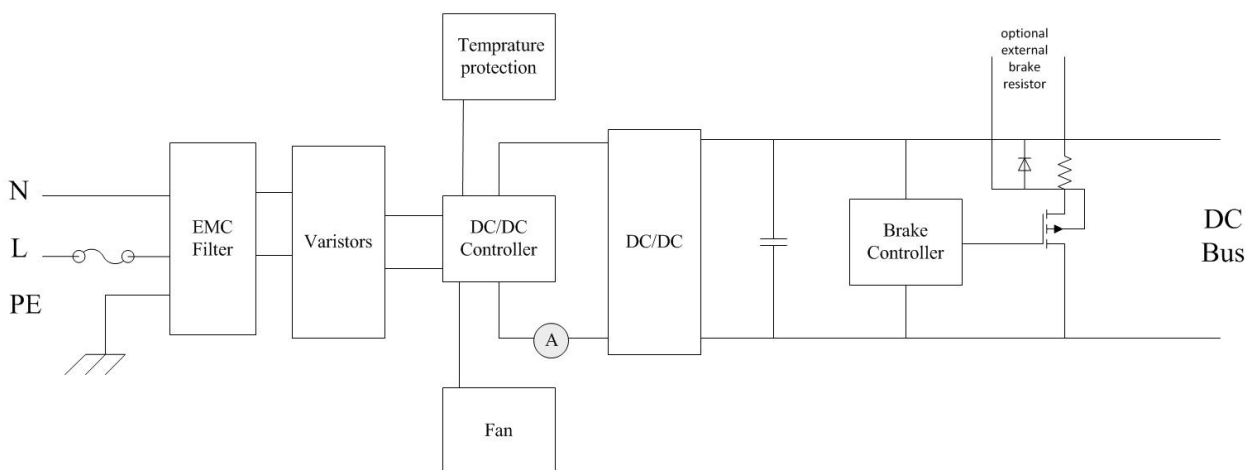 N
L
PE
EMC
Filter
Varistors
Temprature
protection
DC/DC
Controller
Fan
A
DC/DC
Brake
Controller
optional
external
brake
resistor
DC
Bus